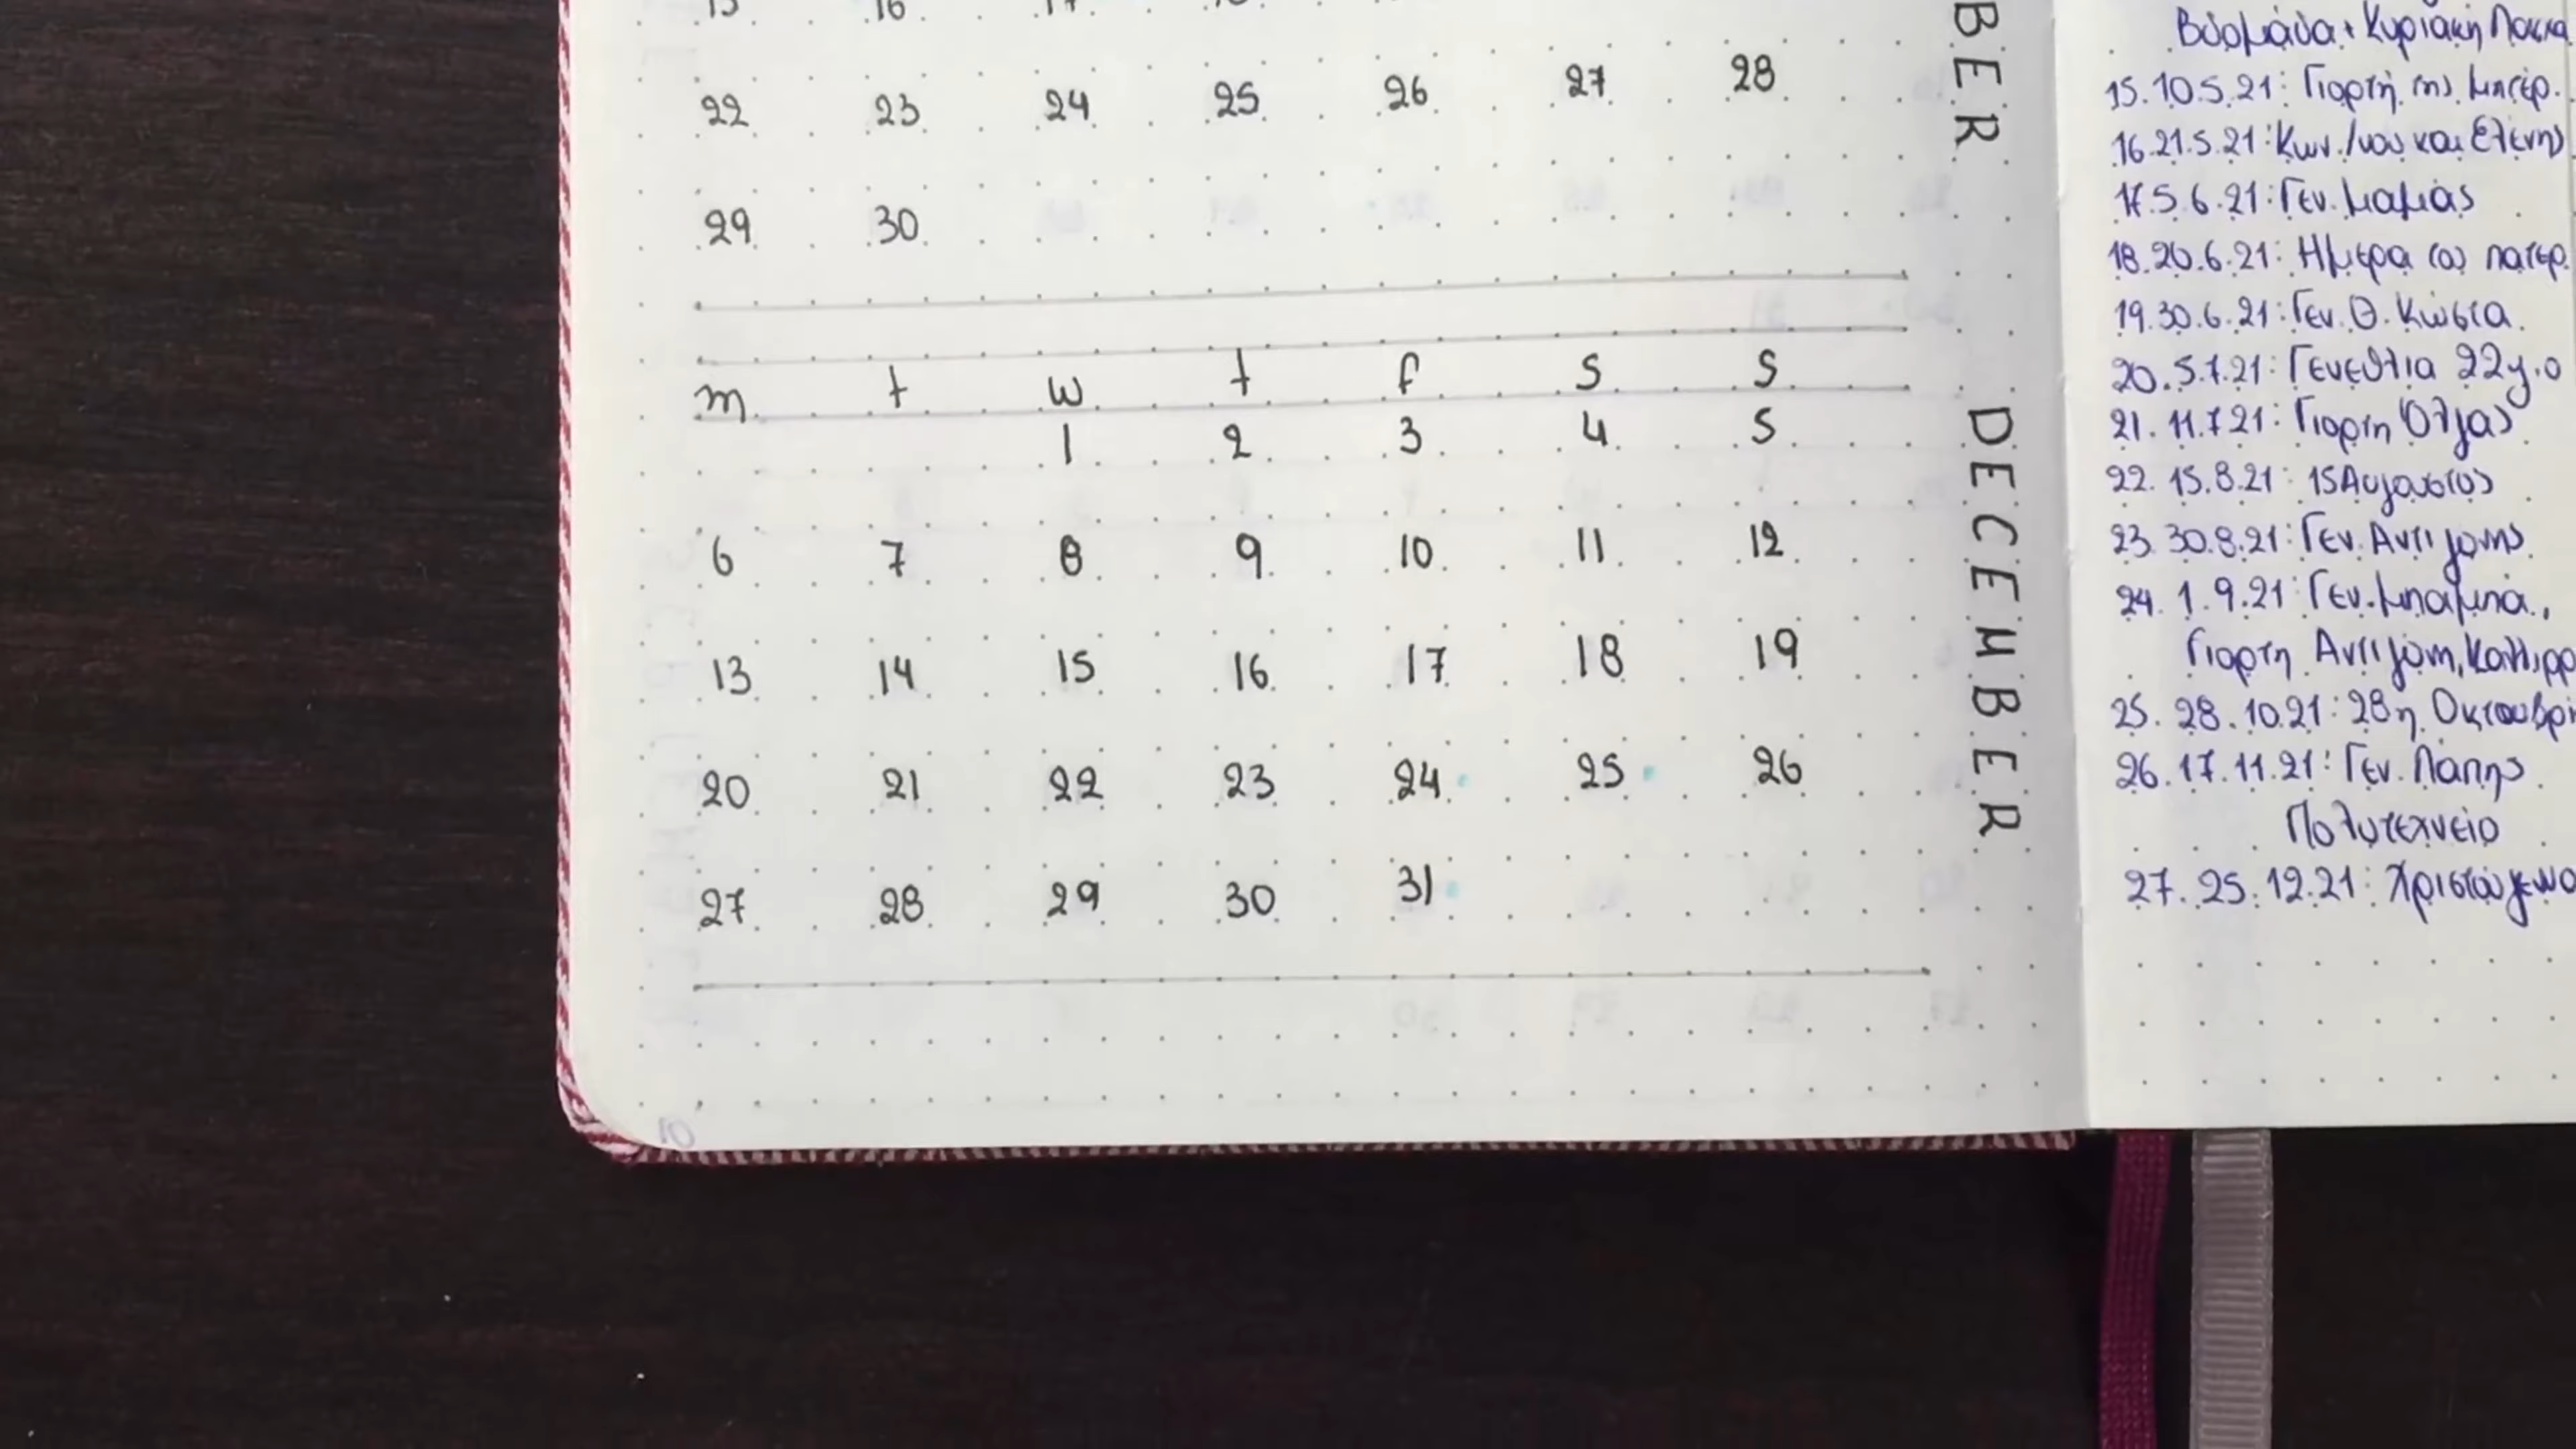 22 23 24 25 26 27 28
29 30
BER
m t w t f s s
1 2 3 4 5
6 7 8 9 10 11 12
13 14 15 16 17 18 19
20 21 22 23 24 25 26
27 28 29 30 31
DECEMBER
Κυριακή Πασχα
15. 10.5.21: Γιορτή της μητέρ.
16. 21.5.21: Κων/νου και Ελένης
17. 5.6.21: Γεν. μαμάς
18. 20.6.21: Ημέρα του πατέρ
19. 30.6.21: Γεν. Θ. Κώστα
20. 5.7.21: Γενέθλια 22
21. 11.7.21: Γιορτη Όλγας
22. 15.8.21: 15Αυγουστος
23. 30.8.21: Γεν. Αντιγόνης
24. 1.9.21: Γεν. μπαμπά,
Γιορτη Αντιγόνη,
25. 28.10.21: 28η Οκτωβρί
26. 17.11.21: Γεν.
Πολυτεχνείο
27. 25.12.21: Χριστούγεννα